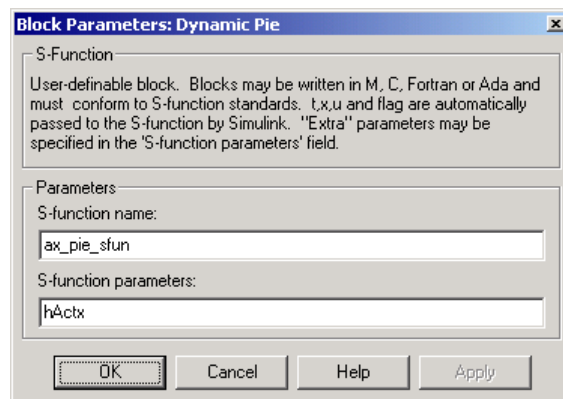 Block Parameters: Dynamic Pie
S-Function
User-definable block.  Blocks may be written in M, C, Fortran or Ada and
must  conform to S-function standards.  t,x,u and flag are automatically
passed to the S-function by Simulink.  "Extra" parameters may be
specified in the 'S-function parameters' field.
Parameters
S-function name:
ax_pie_sfun
S-function parameters:
hActx
OK
Cancel
Help
Apply